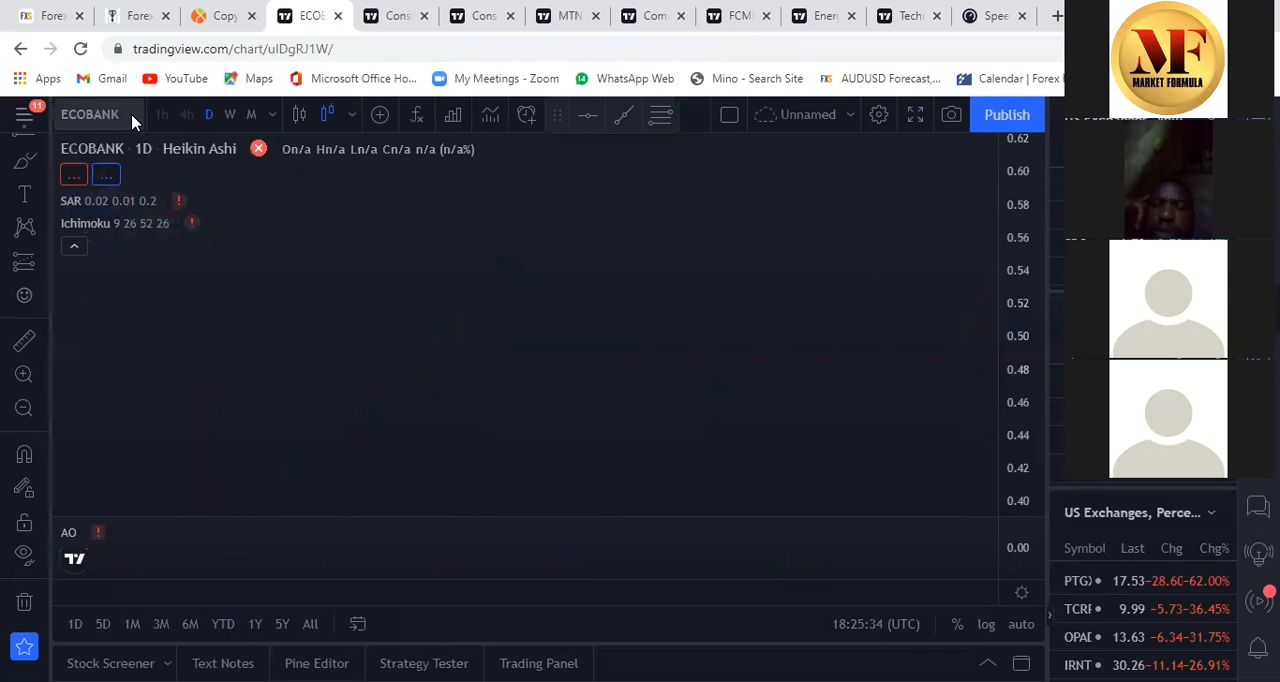 Forex
Forex
Copy
ECOB
Cons
Cons
MTN
Com
FCMI
Energ
Tech
Spee
tradingview.com/chart/uIDgRJ1W/
Apps
Gmail
YouTube
Maps
Microsoft Office Ho...
My Meetings - Zoom
WhatsApp Web
Mino - Search Site
AUDUSD Forecast,...
Calendar | Forex
MF
MARKET FORMULA
11
ECOBANK
1h 4h D W M
Unnamed
Publish
ECOBANK · 1D · Heikin Ashi
On/a Hn/a Ln/a Cn/a n/a (n/a%)
... ...
SAR 0.02 0.01 0.2 !
Ichimoku 9 26 52 26 !
0.62
0.60
0.58
0.56
0.54
0.52
0.50
0.48
0.46
0.44
0.42
0.40
AO !
0.00
1D 5D 1M 3M 6M YTD 1Y 5Y All
18:25:34 (UTC) % log auto
Stock Screener
Text Notes
Pine Editor
Strategy Tester
Trading Panel
US Exchanges, Perce...
Symbol Last Chg Chg%
PTGX 17.53 −28.60 −62.00%
TCRR 9.99 −5.73 −36.45%
OPAD 13.63 −6.34 −31.75%
IRNT 30.26 −11.14 −26.91%